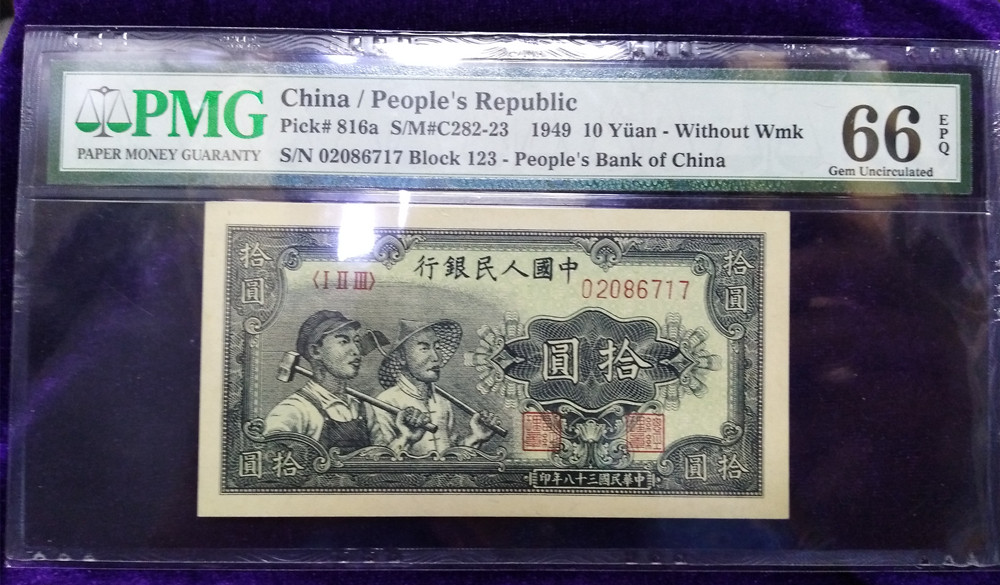 PMG
PAPER MONEY GUARANTY
China / People's Republic
Pick# 816a S/M#C282-23 1949 10 Yüan - Without Wmk
S/N 02086717 Block 123 - People's Bank of China
66
EPQ
Gem Uncirculated
行銀民人國中
〈I II III〉
02086717
拾圓
拾圓
圓拾
圓拾
圓拾
印年八十三國民華中